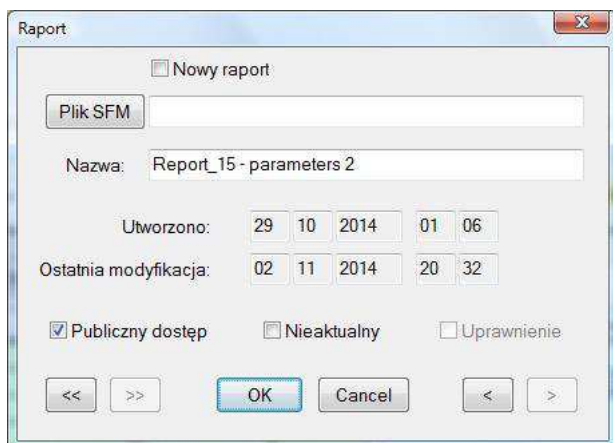 Raport
Nowy raport
Plik SFM
Nazwa: Report_15 - parameters 2
Utworzono: 29 10 2014 01 06
Ostatnia modyfikacja: 02 11 2014 20 32
Publiczny dostęp Nieaktualny Uprawnienie
<< >> OK Cancel < >